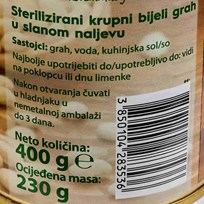 Sterilizirani krupni bijeli grah
u slanom naljevu
Sastojci: grah, voda, kuhinjska sol/so
Najbolje upotrijebiti do/upotrebljivo do: vidi
na poklopcu ili dnu limenke
Nakon otvaranja čuvati
u hladnjaku u
nemetalnoj ambalaži
do 3 dana.
Neto količina:
400 g e
Ocijeđena masa:
230 g
3850104283536